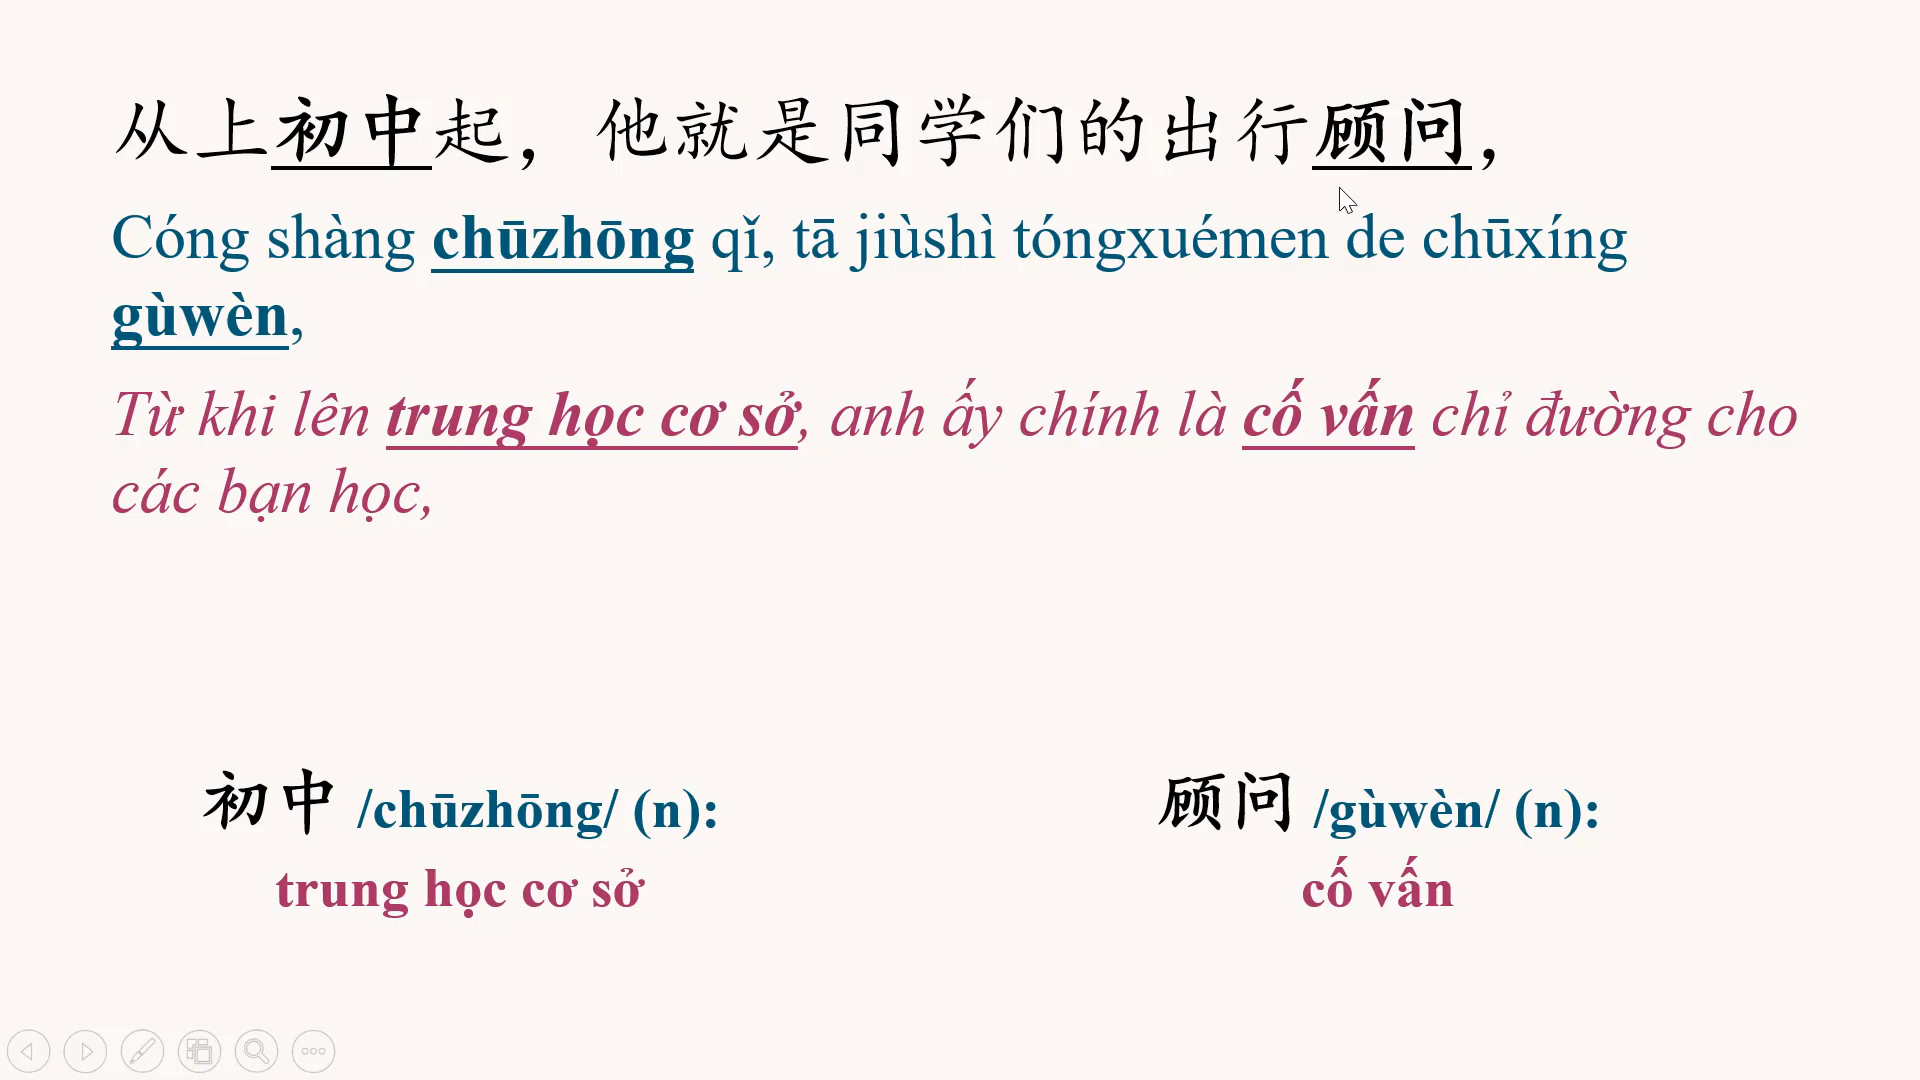 从上初中起，他就是同学们的出行顾问，
Cóng shàng chūzhōng qǐ, tā jiùshì tóngxuémen de chūxíng
gùwèn,
Từ khi lên trung học cơ sở, anh ấy chính là cố vấn chỉ đường cho
các bạn học,
初中 /chūzhōng/ (n):
trung học cơ sở
顾问 /gùwèn/ (n):
cố vấn